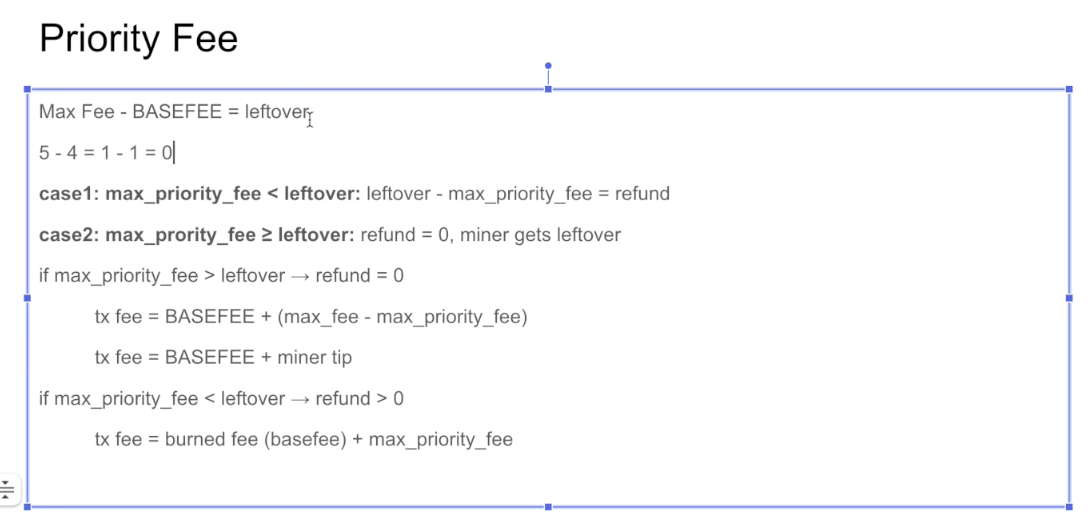 Priority Fee
Max Fee - BASEFEE = leftover
5 - 4 = 1 - 1 = 0
case1: max_priority_fee < leftover: leftover - max_priority_fee = refund
case2: max_prority_fee ≥ leftover: refund = 0, miner gets leftover
if max_priority_fee > leftover → refund = 0
tx fee = BASEFEE + (max_fee - max_priority_fee)
tx fee = BASEFEE + miner tip
if max_priority_fee < leftover → refund > 0
tx fee = burned fee (basefee) + max_priority_fee